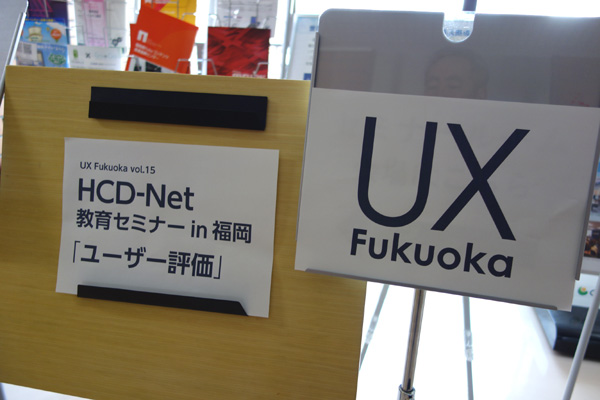 UX Fukuoka vol.15
HCD-Net
教育セミナー in 福岡
「ユーザー評価」
UX
Fukuoka